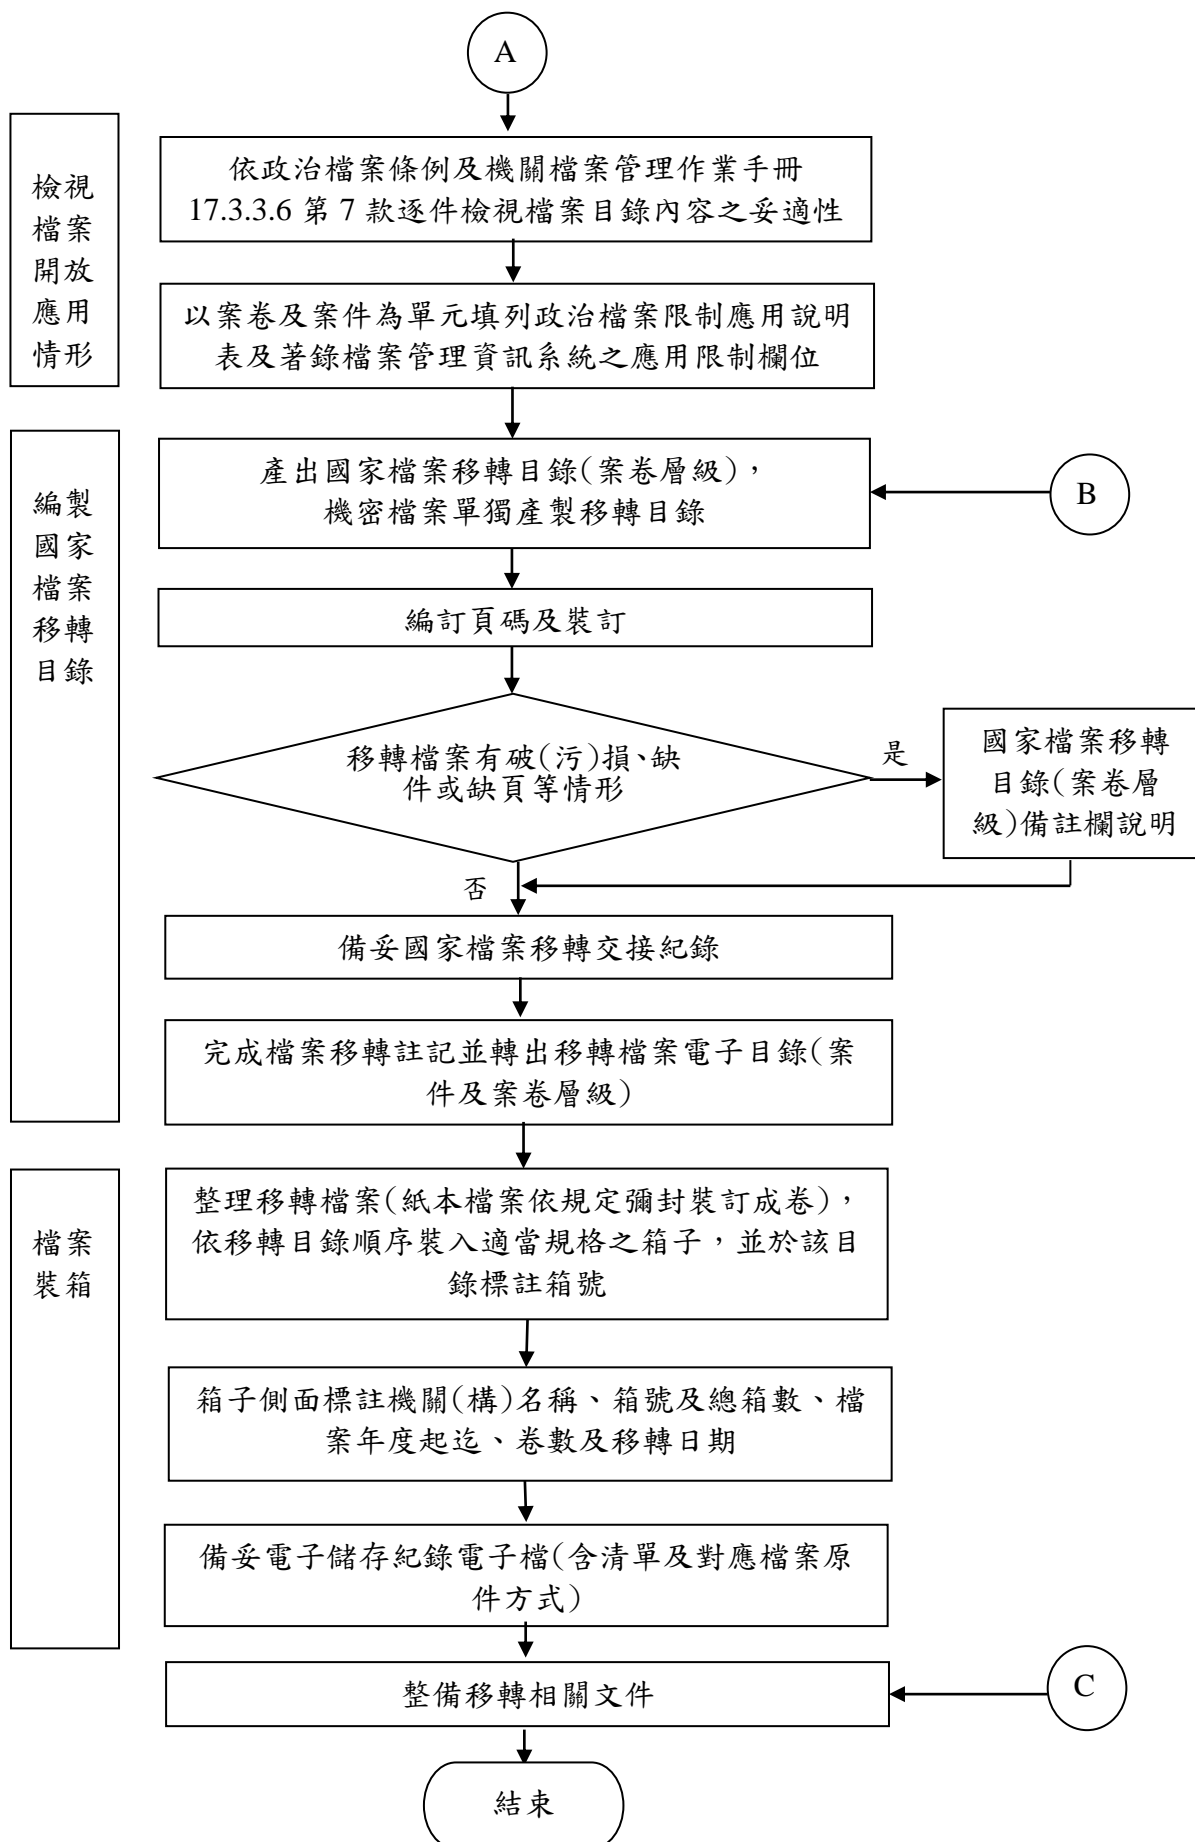 A
檢視
檔案
開放
應用
情形
依政治檔案條例及機關檔案管理作業手冊
17.3.3.6 第 7 款逐件檢視檔案目錄內容之妥適性
以案卷及案件為單元填列政治檔案限制應用說明
表及著錄檔案管理資訊系統之應用限制欄位
編製
國家
檔案
移轉
目錄
產出國家檔案移轉目錄(案卷層級)，
機密檔案單獨產製移轉目錄
B
編訂頁碼及裝訂
移轉檔案有破(污)損、缺
件或缺頁等情形
是
國家檔案移轉
目錄(案卷層
級)備註欄說明
否
備妥國家檔案移轉交接紀錄
完成檔案移轉註記並轉出移轉檔案電子目錄(案
件及案卷層級)
檔案
裝箱
整理移轉檔案(紙本檔案依規定彌封裝訂成卷)，
依移轉目錄順序裝入適當規格之箱子，並於該目
錄標註箱號
箱子側面標註機關(構)名稱、箱號及總箱數、檔
案年度起迄、卷數及移轉日期
備妥電子儲存紀錄電子檔(含清單及對應檔案原
件方式)
整備移轉相關文件
C
結束